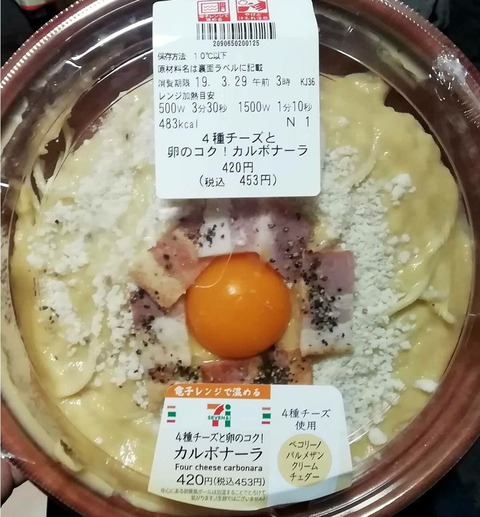 2090650200125
保存方法 10℃以下
原材料名は裏面ラベルに記載
消費期限 19. 3.29 午前 3時 KJ36
レンジ加熱目安
500W 3分30秒 1500W 1分10秒
483kcal N 1
4種チーズと
卵のコク!カルボナーラ
420円
(税込 453円)
電子レンジで温める
7
SEVEN & i
4種チーズと卵のコク!
カルボナーラ
Four cheese carbonara
420円(税込453円)
4種チーズ
使用
ペコリーノ
パルメザン
クリーム
チェダー